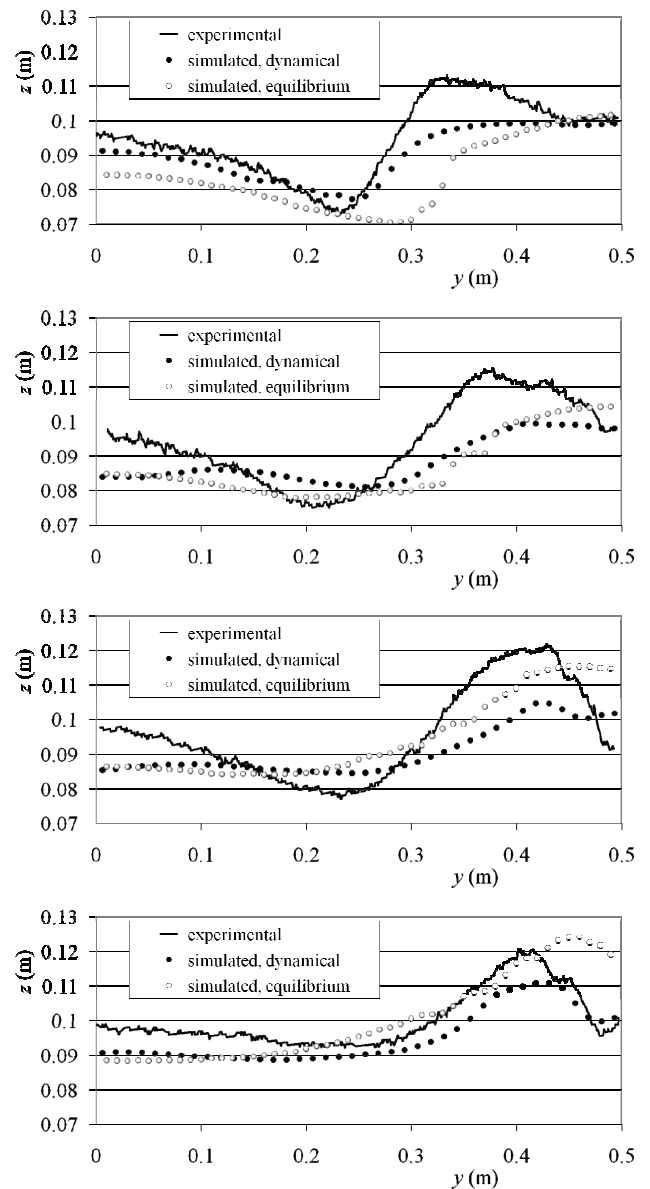 0.13
0.12
0.11
0.1
0.09
0.08
0.07
z (m)
experimental
simulated, dynamical
simulated, equilibrium
0 0.1 0.2 0.3 0.4 0.5
y (m)
0.13
0.12
0.11
0.1
0.09
0.08
0.07
z (m)
experimental
simulated, dynamical
simulated, equilibrium
0 0.1 0.2 0.3 0.4 0.5
y (m)
0.13
0.12
0.11
0.1
0.09
0.08
0.07
z (m)
experimental
simulated, dynamical
simulated, equilibrium
0 0.1 0.2 0.3 0.4 0.5
y (m)
0.13
0.12
0.11
0.1
0.09
0.08
0.07
z (m)
experimental
simulated, dynamical
simulated, equilibrium
0 0.1 0.2 0.3 0.4 0.5
y (m)